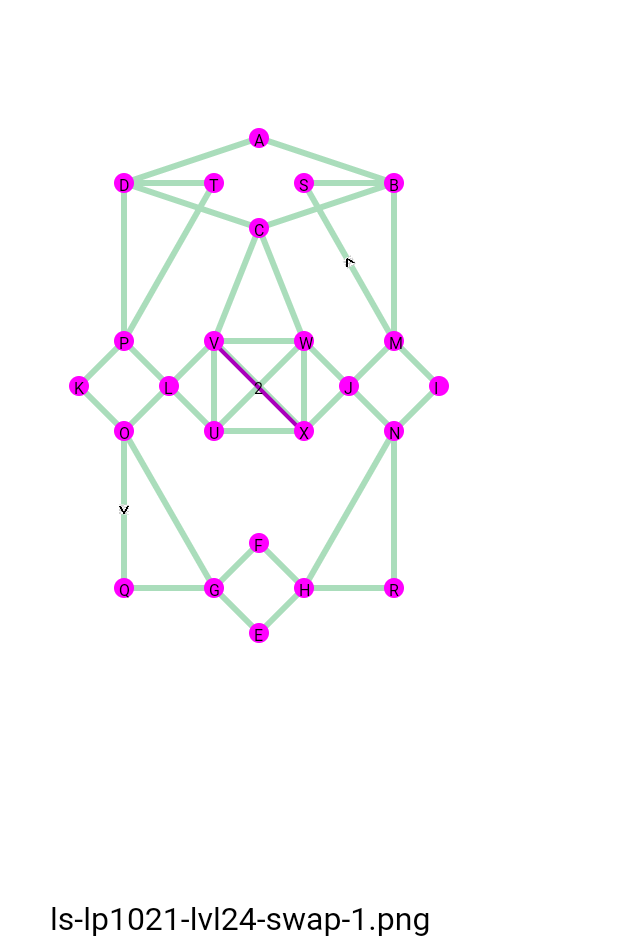 A
D T S B
C
P V W M
K L 2 J I
O U X N
F
Q G H R
E
ls-lp1021-lvl24-swap-1.png